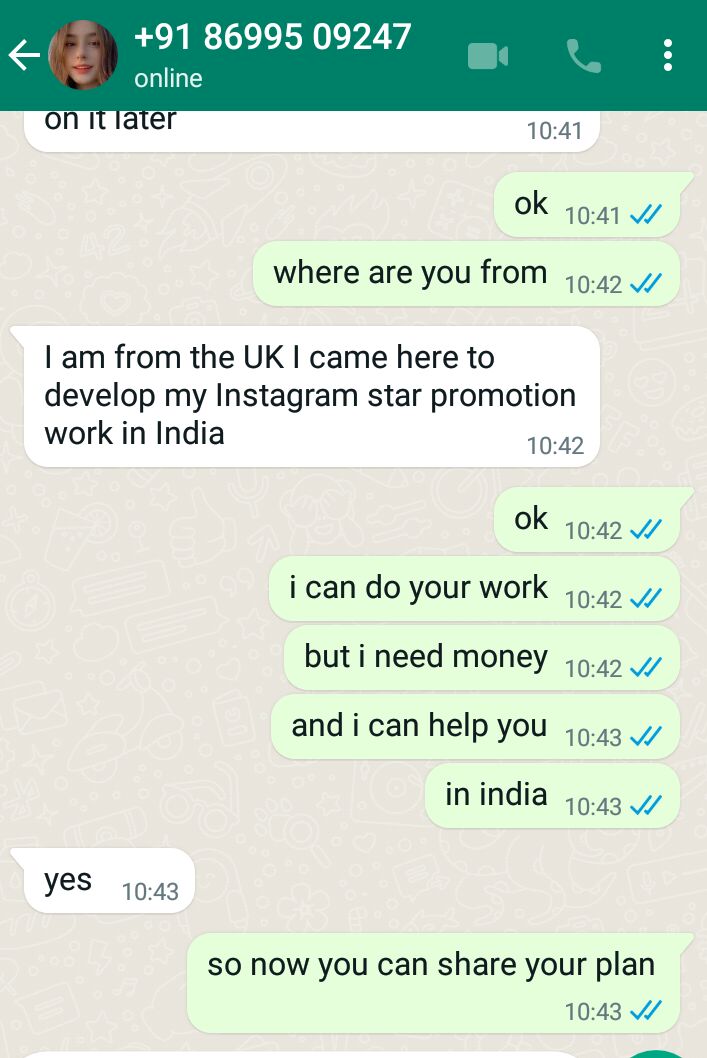 +91 86995 09247
online
on it later
10:41
ok 10:41
where are you from 10:42
I am from the UK I came here to
develop my Instagram star promotion
work in India
10:42
ok 10:42
i can do your work 10:42
but i need money 10:42
and i can help you 10:43
in india 10:43
yes 10:43
so now you can share your plan
10:43